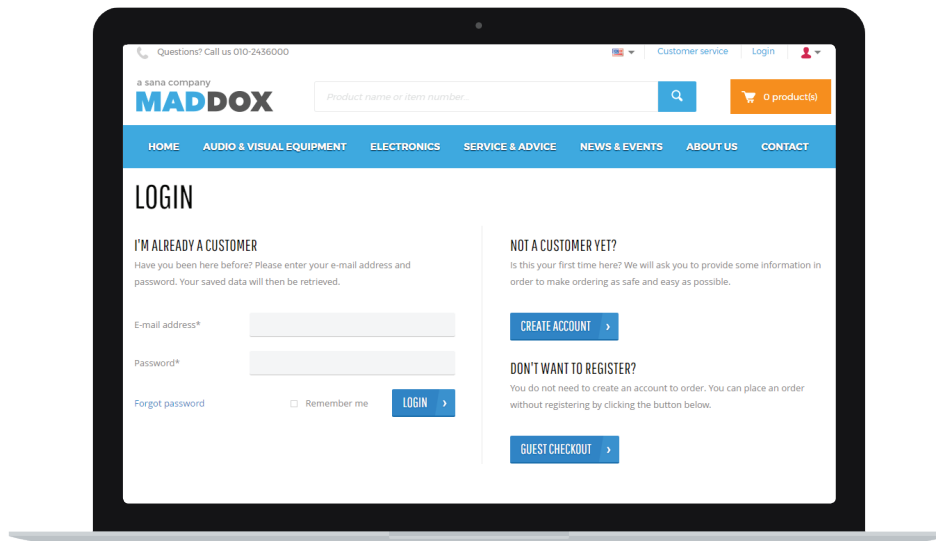 Questions? Call us 010-2436000
Customer service
Login
a sana company
MADDOX
Product name or item number..
0 product(s)
HOME
AUDIO & VISUAL EQUIPMENT
ELECTRONICS
SERVICE & ADVICE
NEWS & EVENTS
ABOUT US
CONTACT
LOGIN
I'M ALREADY A CUSTOMER
Have you been here before? Please enter your e-mail address and
password. Your saved data will then be retrieved.
E-mail address*
Password*
Forgot password
Remember me
LOGIN
NOT A CUSTOMER YET?
Is this your first time here? We will ask you to provide some information in
order to make ordering as safe and easy as possible.
CREATE ACCOUNT
DON'T WANT TO REGISTER?
You do not need to create an account to order. You can place an order
without registering by clicking the button below.
GUEST CHECKOUT